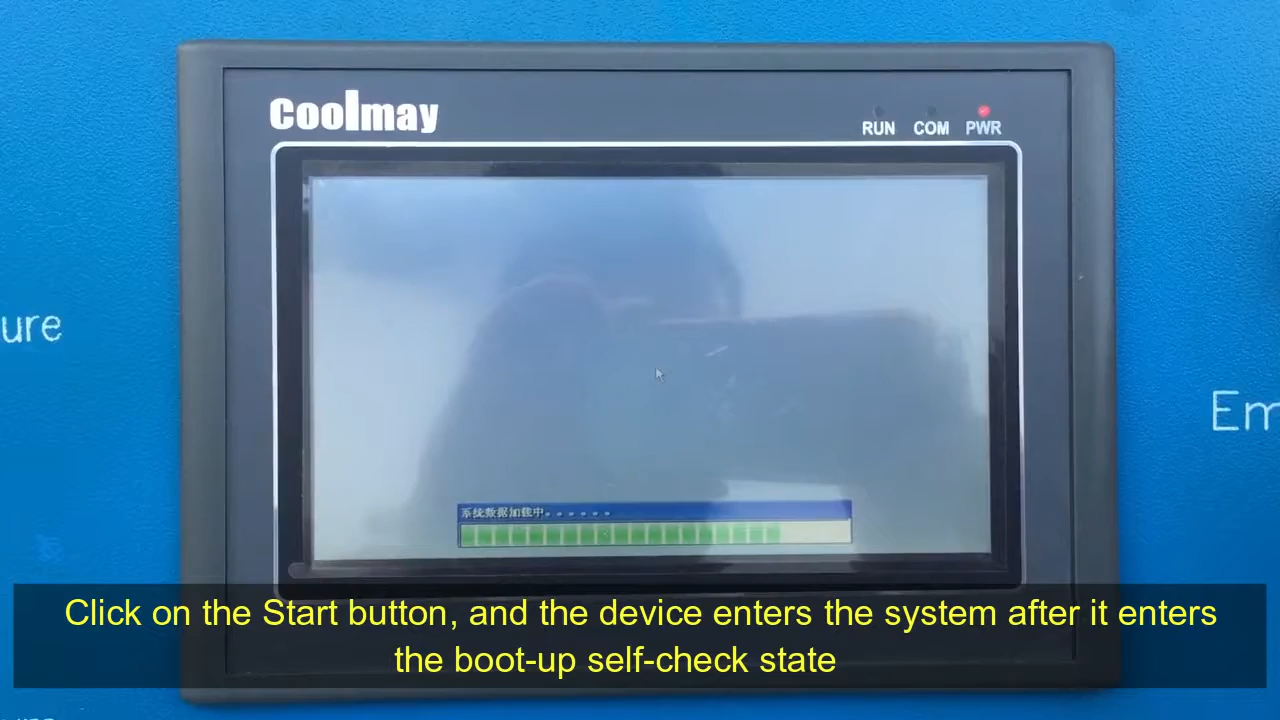 Coolmay
RUN COM PWR
ure
Em
系统数据加载中。。。。。。
Click on the Start button, and the device enters the system after it enters
the boot-up self-check state